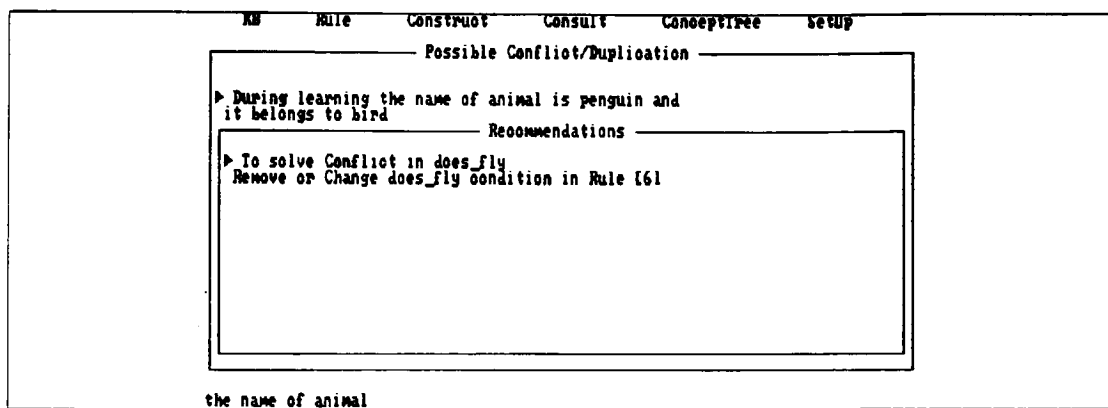 KB Rule Construct Consult ConceptTree SetUp
Possible Conflict/Duplication
▶ During learning the name of animal is penguin and
it belongs to bird
Recommendations
▶ To solve Conflict in does_fly
Remove or Change does_fly condition in Rule [6]
the name of animal